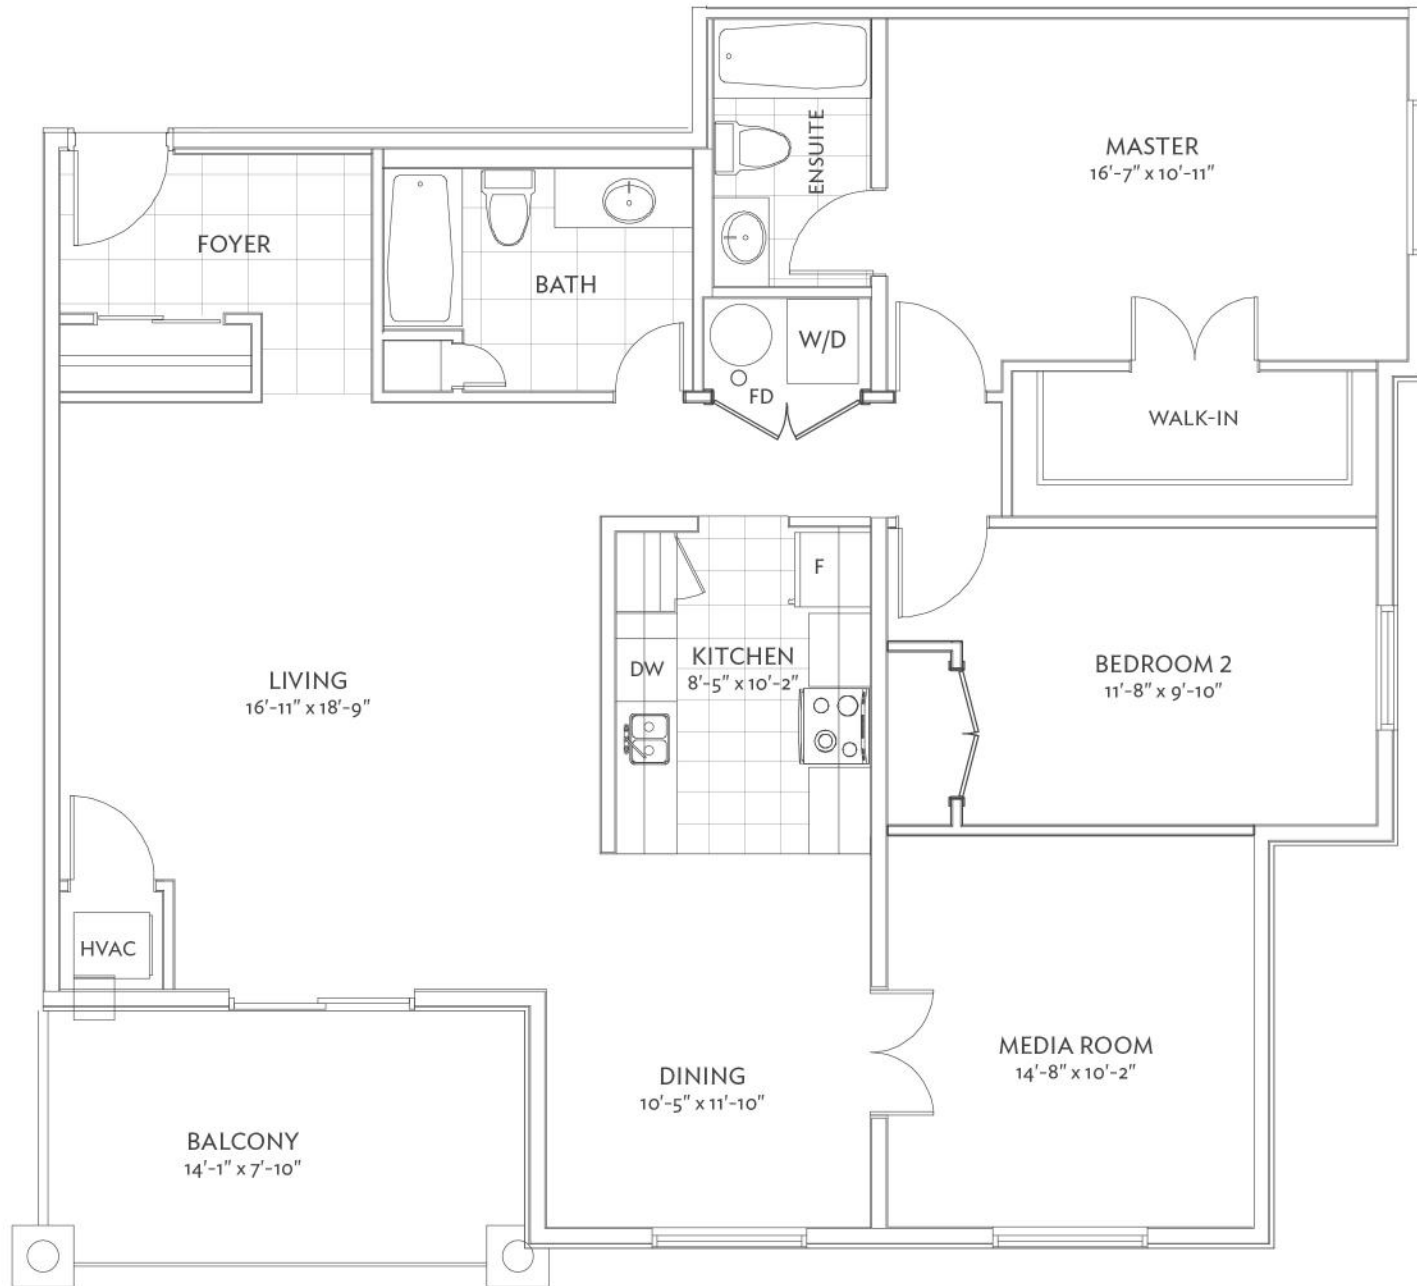 ENSUITE
MASTER
16'-7" x 10'-11"
FOYER
BATH
W/D
FD
WALK-IN
F
KITCHEN
8'-5" x 10'-2"
DW
BEDROOM 2
11'-8" x 9'-10"
LIVING
16'-11" x 18'-9"
HVAC
MEDIA ROOM
14'-8" x 10'-2"
DINING
10'-5" x 11'-10"
BALCONY
14'-1" x 7'-10"